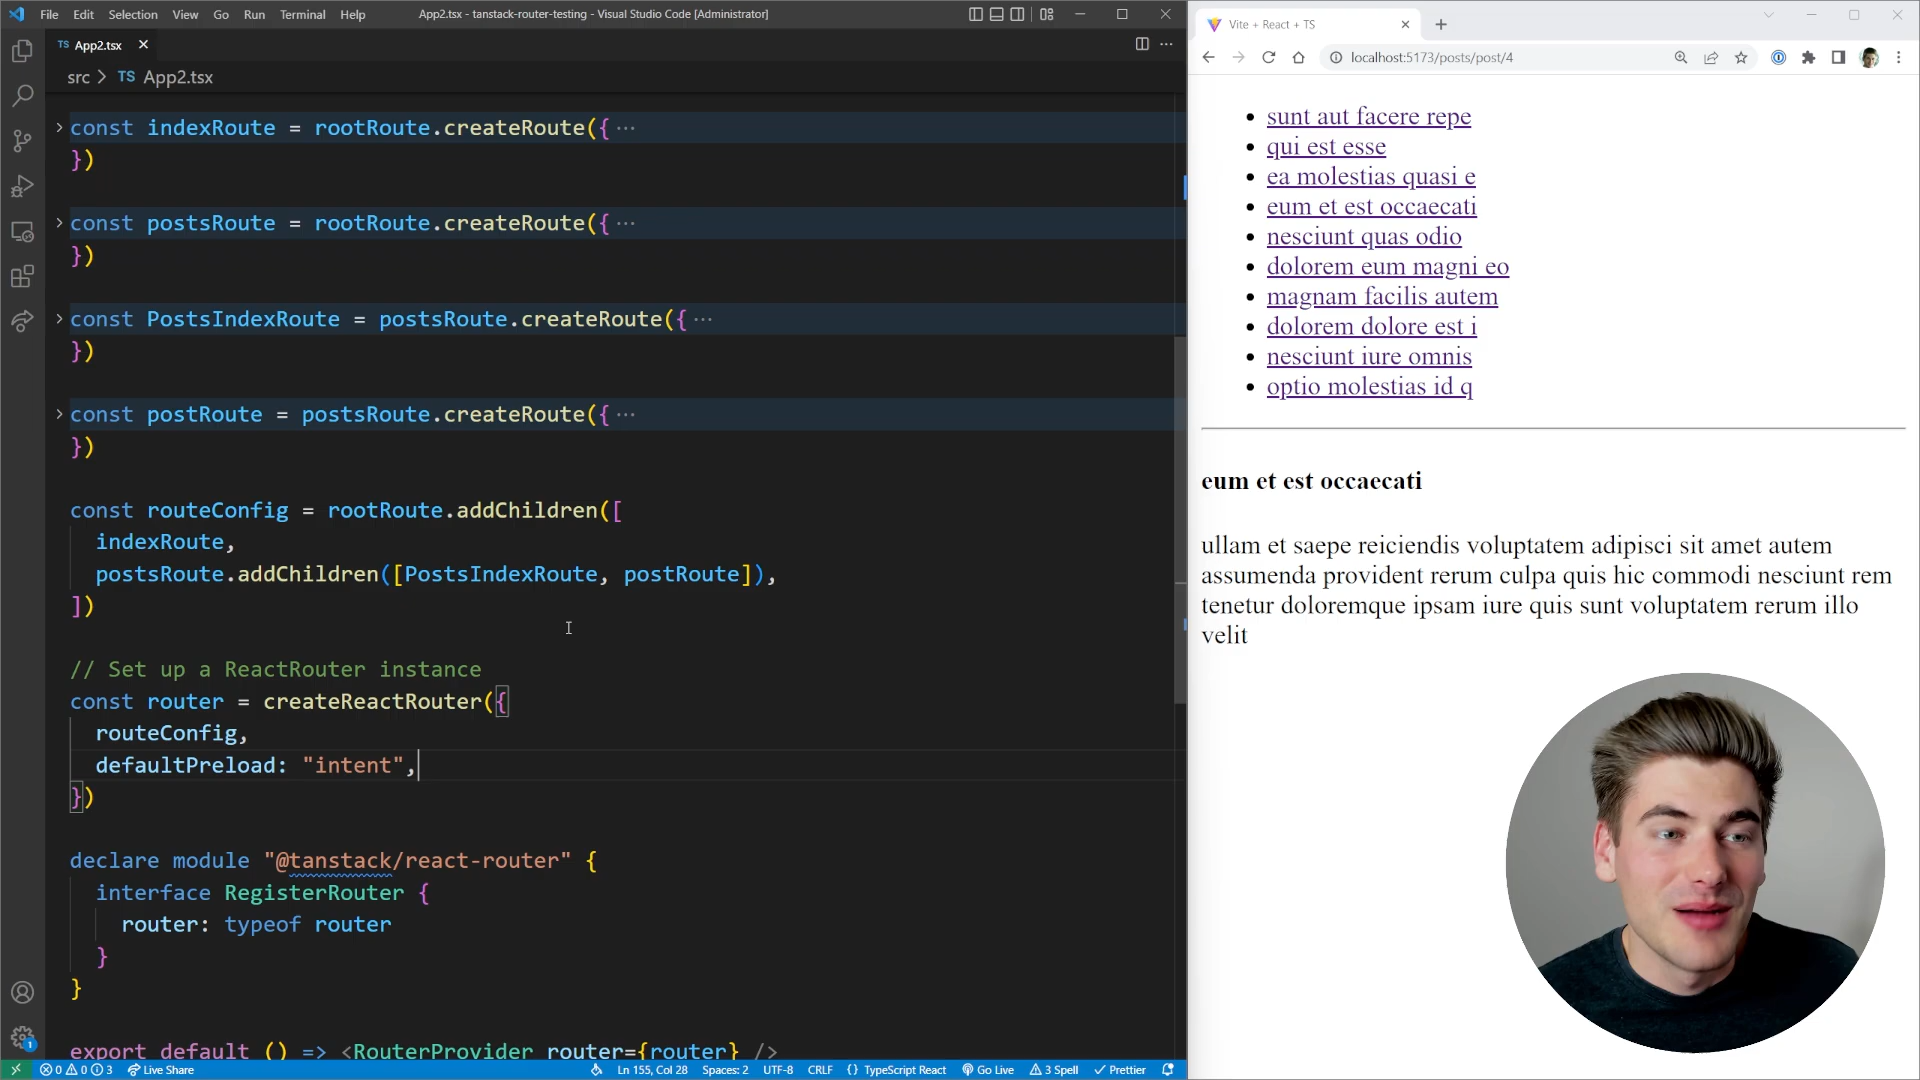 File Edit Selection View Go Run Terminal Help
App2.tsx - tanstack-router-testing - Visual Studio Code [Administrator]
TS App2.tsx
src > TS App2.tsx
const indexRoute = rootRoute.createRoute({ ···
})
const postsRoute = rootRoute.createRoute({ ···
})
const PostsIndexRoute = postsRoute.createRoute({ ···
})
const postRoute = postsRoute.createRoute({ ···
})
const routeConfig = rootRoute.addChildren([
indexRoute,
postsRoute.addChildren([PostsIndexRoute, postRoute]),
])
// Set up a ReactRouter instance
const router = createReactRouter({
routeConfig,
defaultPreload: "intent",
})
declare module "@tanstack/react-router" {
interface RegisterRouter {
router: typeof router
}
}
export default () => <RouterProvider router={router} />
1
0 0 3 Live Share Ln 155, Col 28 Spaces: 2 UTF-8 CRLF {} TypeScript React Go Live 3 Spell Prettier
Vite + React + TS
localhost:5173/posts/post/4
sunt aut facere repe
qui est esse
ea molestias quasi e
eum et est occaecati
nesciunt quas odio
dolorem eum magni eo
magnam facilis autem
dolorem dolore est i
nesciunt iure omnis
optio molestias id q
eum et est occaecati
ullam et saepe reiciendis voluptatem adipisci sit amet autem
assumenda provident rerum culpa quis hic commodi nesciunt rem
tenetur doloremque ipsam iure quis sunt voluptatem rerum illo
velit